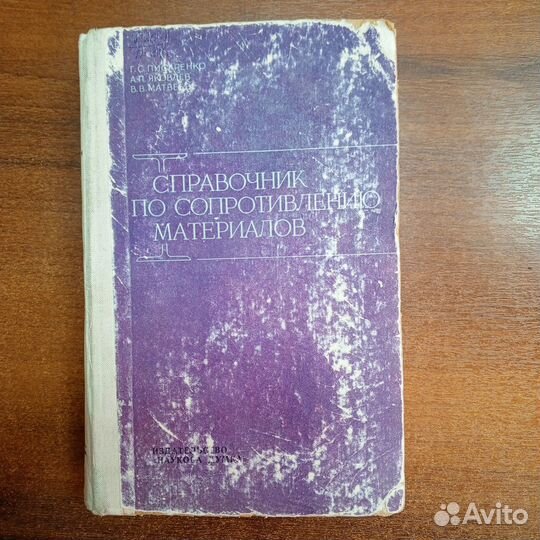 Г.С. ПИСАРЕНКО
А.П. ЯКОВЛЕВ
В.В. МАТВЕЕВ
СПРАВОЧНИК
ПО СОПРОТИВЛЕНИЮ
МАТЕРИАЛОВ
ИЗДАТЕЛЬСТВО
«НАУКОВА ДУМКА»
Avito